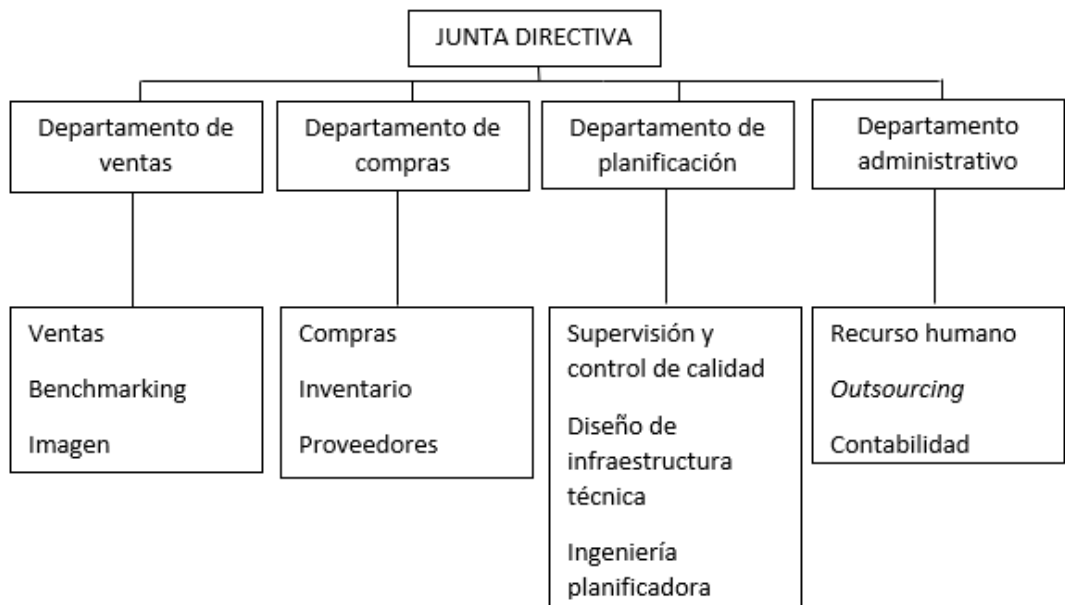 JUNTA DIRECTIVA
Departamento de
ventas
Departamento de
compras
Departamento de
planificación
Departamento
administrativo
Ventas
Benchmarking
Imagen
Compras
Inventario
Proveedores
Supervisión y
control de calidad
Diseño de
infraestructura
técnica
Ingeniería
planificadora
Recurso humano
Outsourcing
Contabilidad